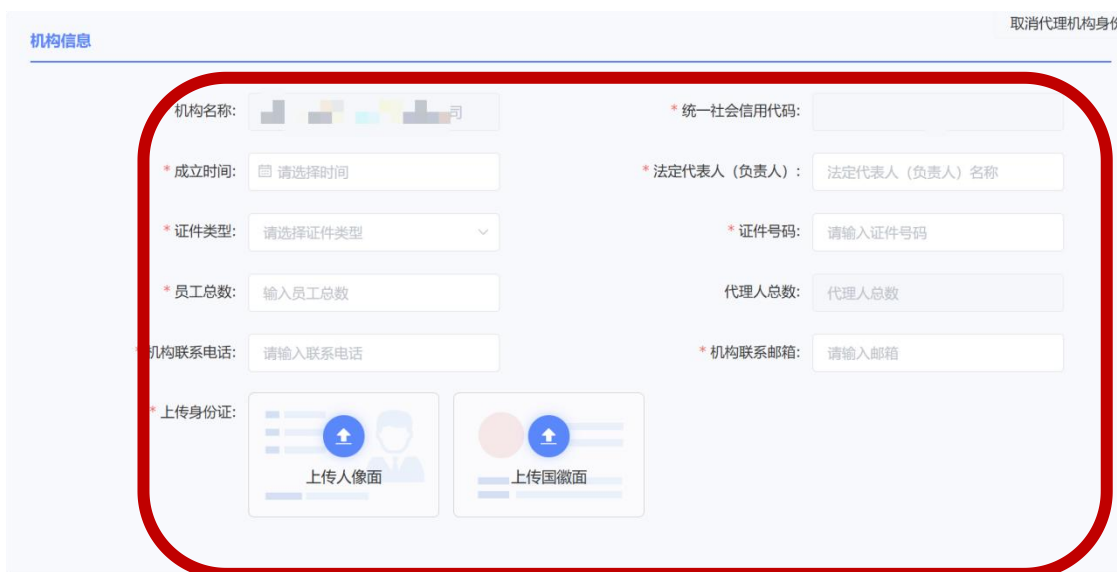 取消代理机构身份
机构信息
机构名称: 司
* 统一社会信用代码:
* 成立时间: 请选择时间
* 法定代表人（负责人）: 法定代表人（负责人）名称
* 证件类型: 请选择证件类型
* 证件号码: 请输入证件号码
* 员工总数: 输入员工总数
代理人总数: 代理人总数
* 机构联系电话: 请输入联系电话
* 机构联系邮箱: 请输入邮箱
* 上传身份证:
上传人像面
上传国徽面